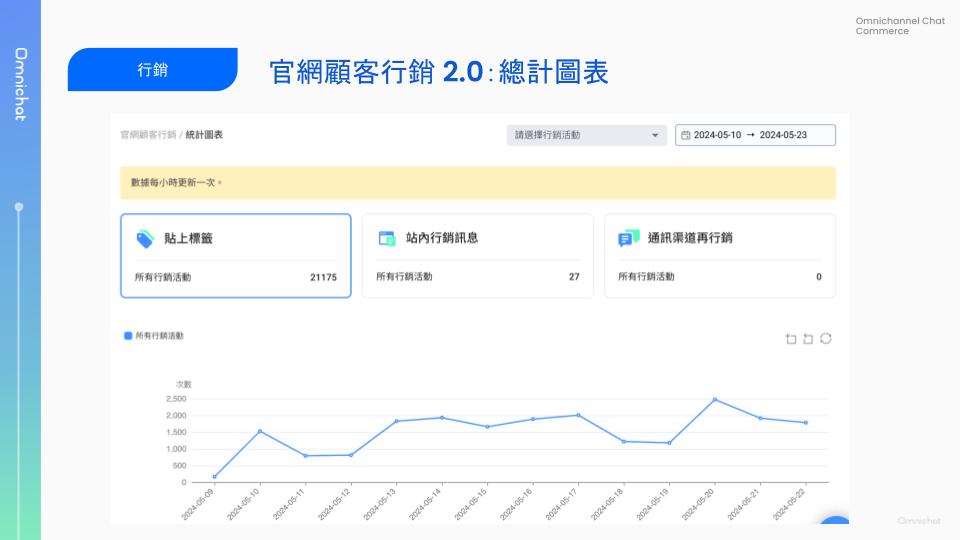 Omnichannel Chat
Commerce
Omnichat
行銷
官網顧客行銷 2.0：總計圖表
官網顧客行銷 / 統計圖表
請選擇行銷活動
2024-05-10 → 2024-05-23
數據每小時更新一次。
貼上標籤
所有行銷活動 21175
站內行銷訊息
所有行銷活動 27
通訊渠道再行銷
所有行銷活動 0
所有行銷活動
次數
2,500
2,000
1,500
1,000
500
0
2024-05-09
2024-05-10
2024-05-11
2024-05-12
2024-05-13
2024-05-14
2024-05-15
2024-05-16
2024-05-17
2024-05-18
2024-05-19
2024-05-20
2024-05-21
2024-05-22
Omnichat